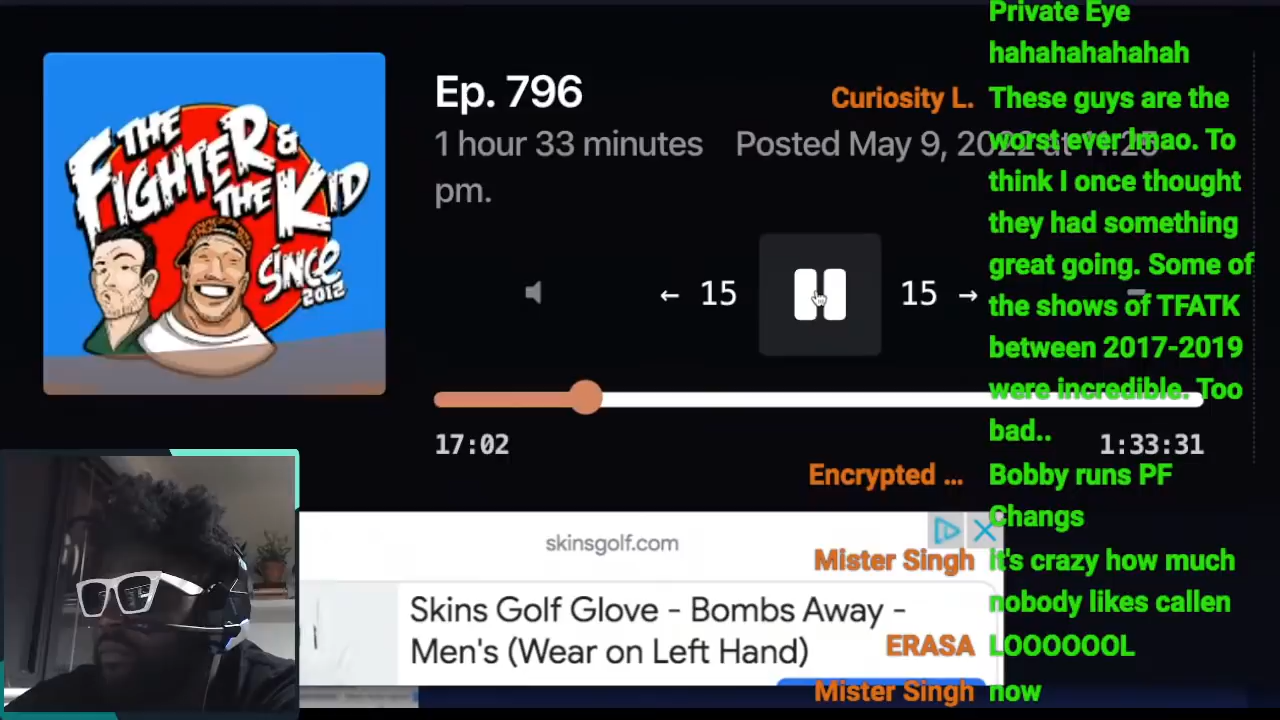 THE
FIGHTER &
THE KID
SINCE
2012
Ep. 796
1 hour 33 minutes Posted May 9, 2022 at 11:25
pm.
← 15
15 →
17:02
1:33:31
skinsgolf.com
Skins Golf Glove - Bombs Away -
Men's (Wear on Left Hand)
Private Eye
hahahahahahah
Curiosity L. These guys are the
worst ever lmao. To
think I once thought
they had something
great going. Some of
the shows of TFATK
between 2017-2019
were incredible. Too
bad..
Encrypted ... Bobby runs PF
Changs
Mister Singh It's crazy how much
nobody likes callen
ERASA LOOOOOOL
Mister Singh now